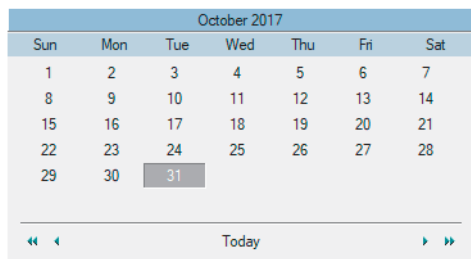 October 2017
Sun Mon Tue Wed Thu Fri Sat
1 2 3 4 5 6 7
8 9 10 11 12 13 14
15 16 17 18 19 20 21
22 23 24 25 26 27 28
29 30 31
Today